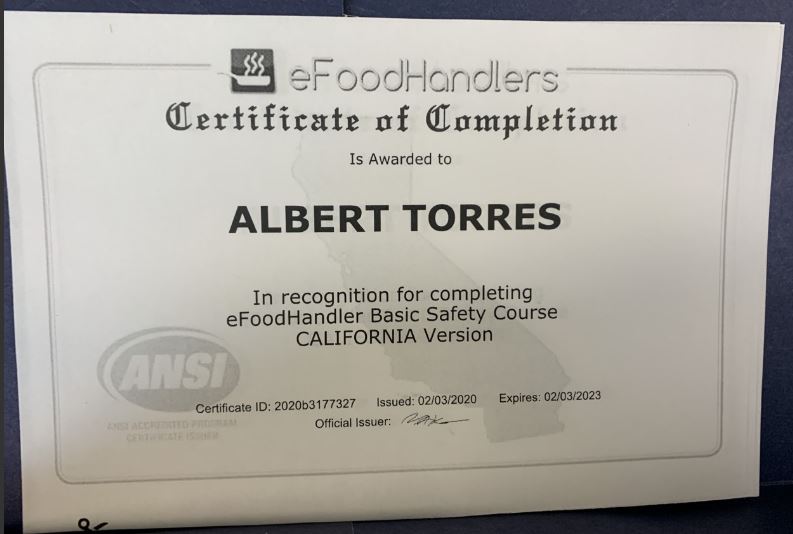 eFoodHandlers
Certificate of Completion
Is Awarded to
ALBERT TORRES
In recognition for completing
eFoodHandler Basic Safety Course
CALIFORNIA Version
ANSI
ANSI ACCREDITED PROGRAM
CERTIFICATE ISSUER
Certificate ID: 2020b3177327 Issued: 02/03/2020 Expires: 02/03/2023
Official Issuer: